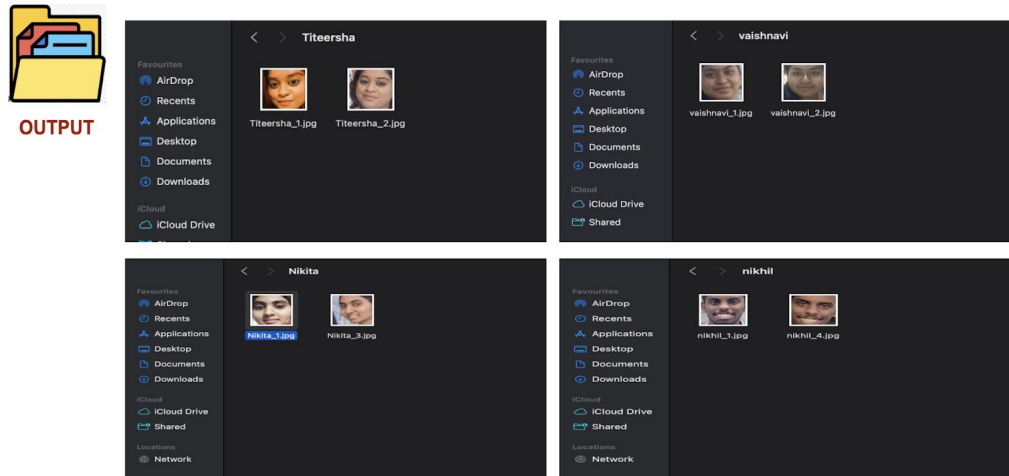 OUTPUT
Titeersha
Favourites
AirDrop
Recents
Applications
Desktop
Documents
Downloads
iCloud
iCloud Drive
Titeersha_1.jpg
Titeersha_2.jpg
vaishnavi
Favourites
AirDrop
Recents
Applications
Desktop
Documents
Downloads
iCloud
iCloud Drive
Shared
vaishnavi_1.jpg
vaishnavi_2.jpg
Nikita
Favourites
AirDrop
Recents
Applications
Desktop
Documents
Downloads
iCloud
iCloud Drive
Shared
Locations
Network
Nikita_1.jpg
Nikita_3.jpg
nikhil
Favourites
AirDrop
Recents
Applications
Desktop
Documents
Downloads
iCloud
iCloud Drive
Shared
Locations
Network
nikhil_1.jpg
nikhil_4.jpg